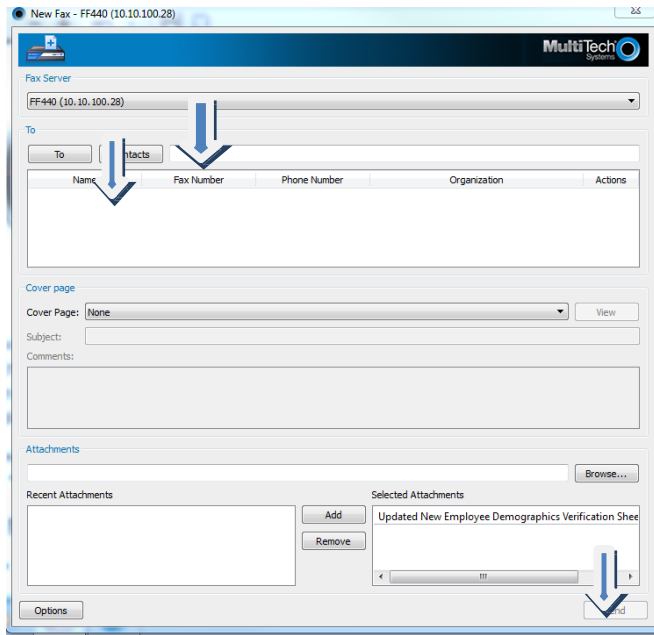 New Fax - FF440 (10.10.100.28)
MultiTech
Systems
Fax Server
FF440 (10.10.100.28)
To
To
Name Fax Number Phone Number Organization Actions
Cover page
Cover Page: None View
Subject:
Comments:
Attachments
Browse...
Recent Attachments Selected Attachments
Add Updated New Employee Demographics Verification Shee
Remove
Options